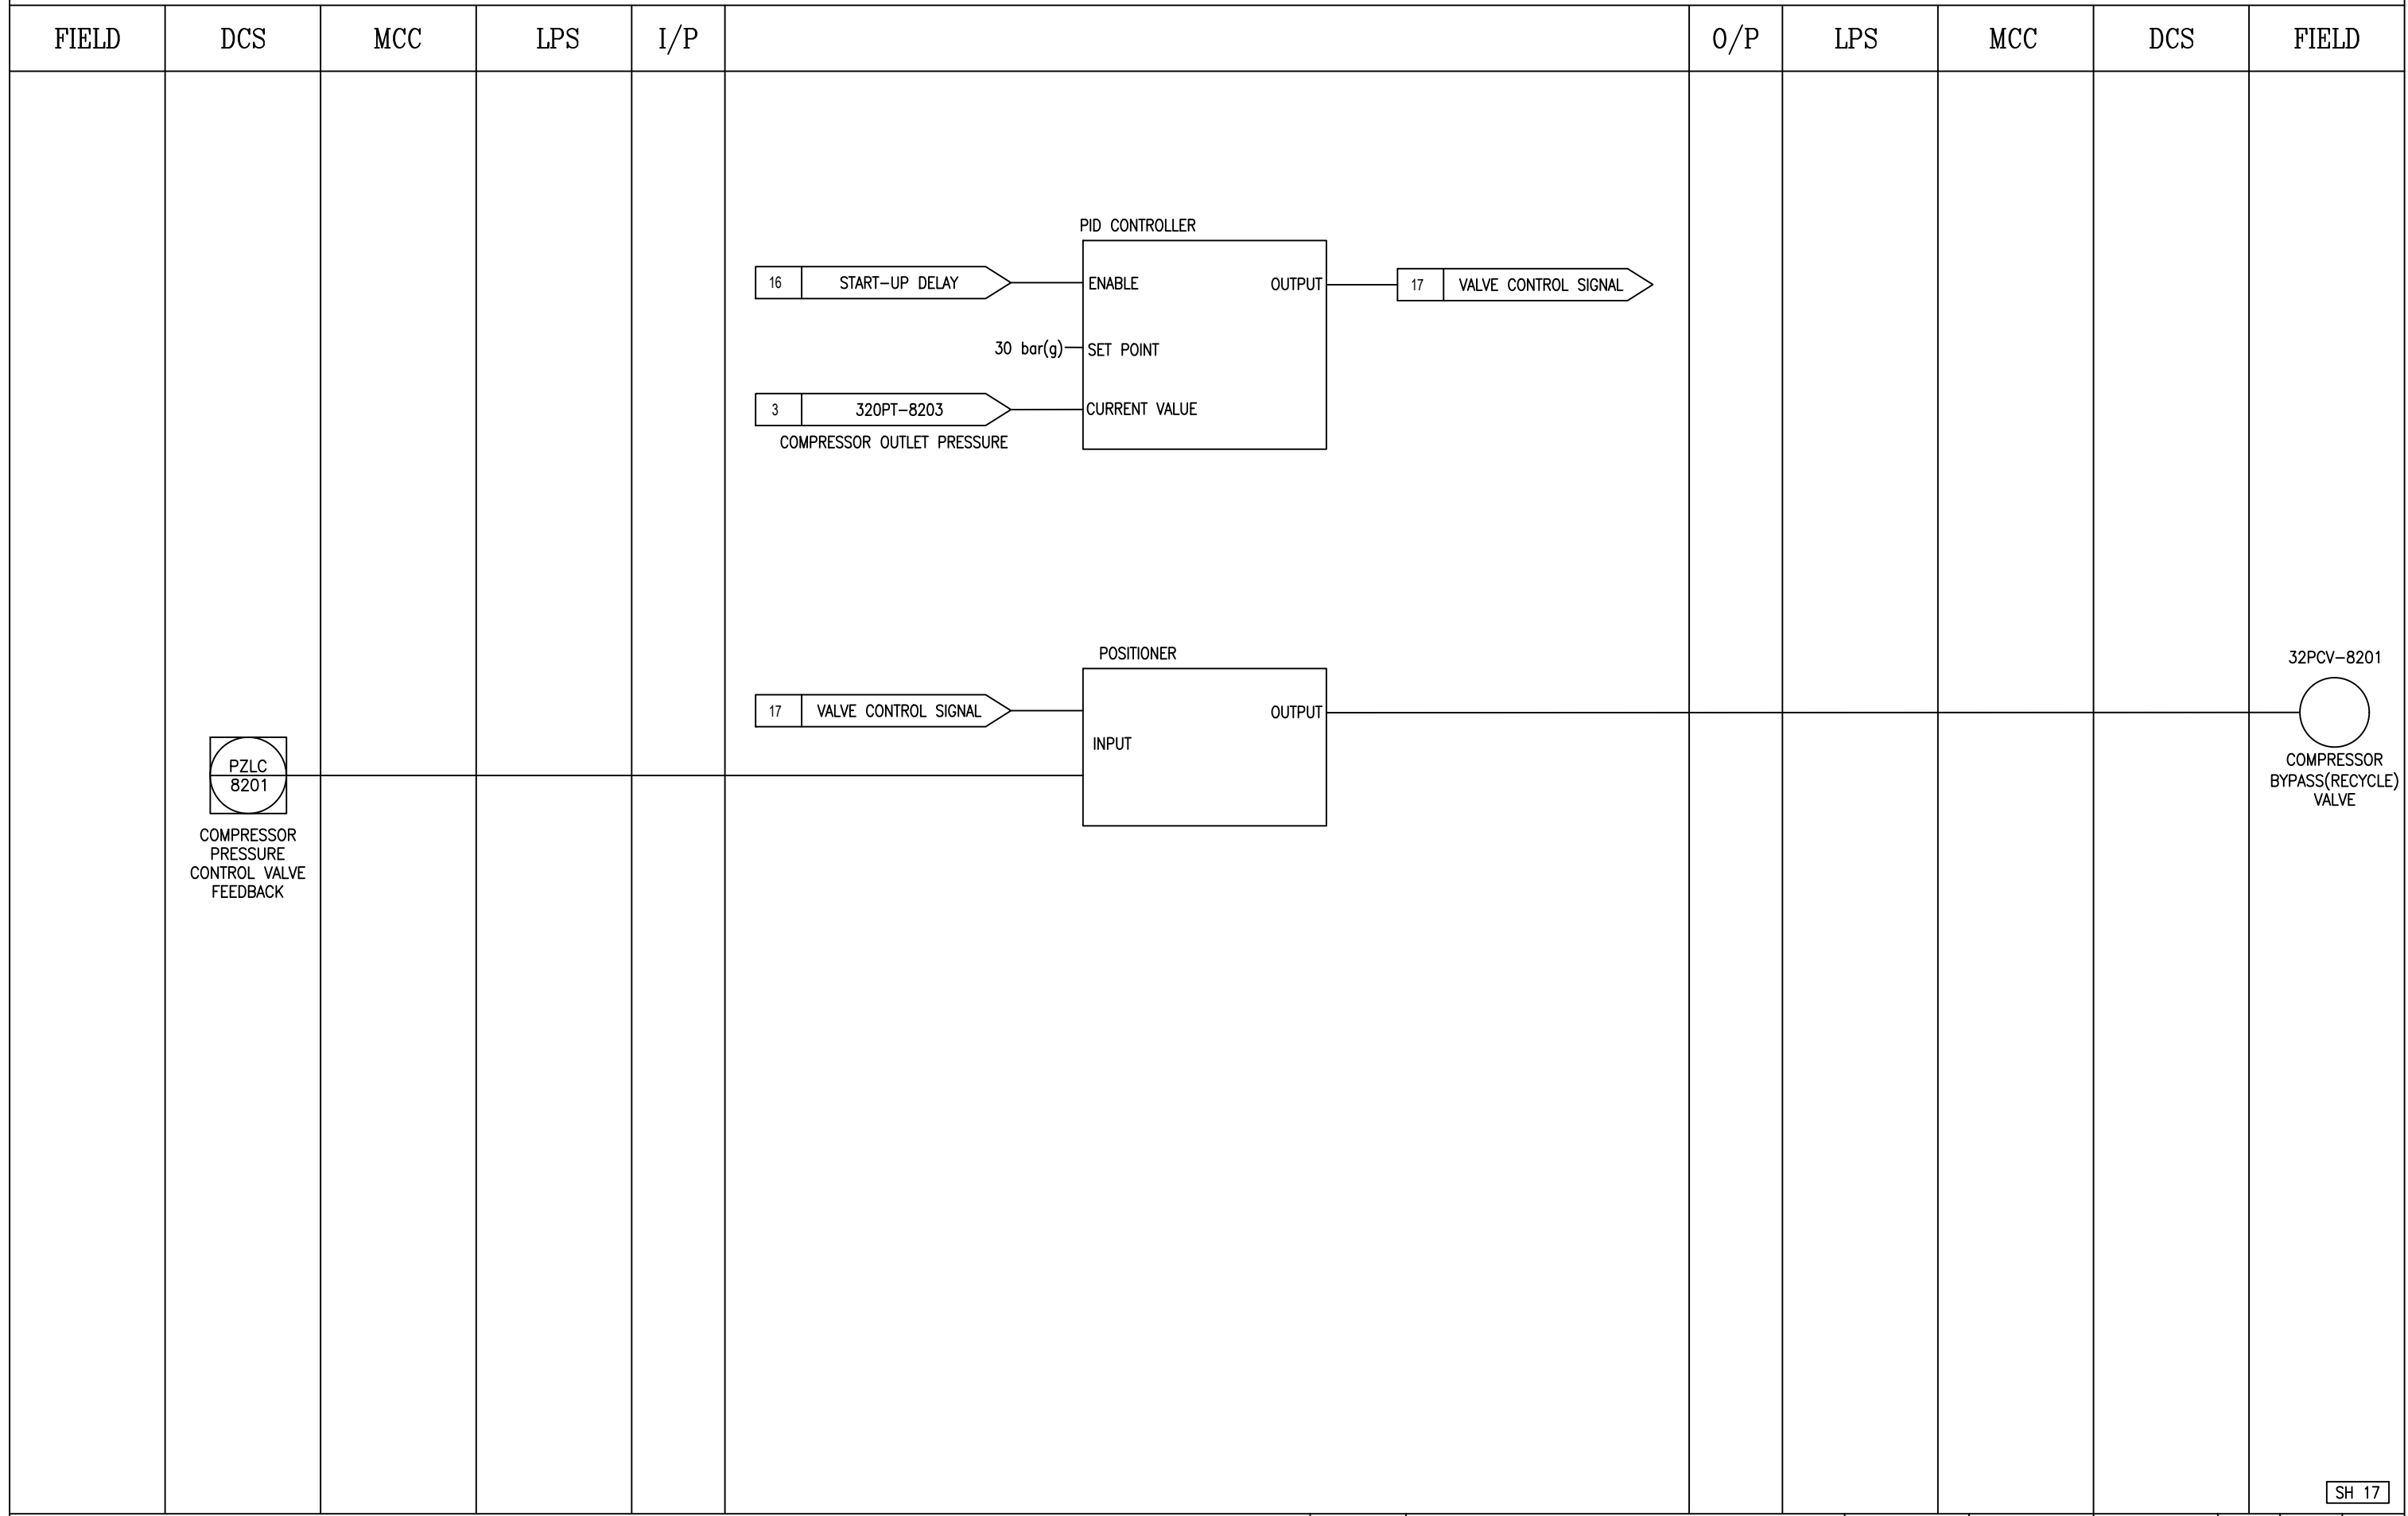 FIELD
DCS
MCC
LPS
I/P
O/P
LPS
MCC
DCS
FIELD
PID CONTROLLER
16 START-UP DELAY
ENABLE
OUTPUT
17 VALVE CONTROL SIGNAL
30 bar(g)
SET POINT
3 320PT-8203
CURRENT VALUE
COMPRESSOR OUTLET PRESSURE
POSITIONER
17 VALVE CONTROL SIGNAL
OUTPUT
INPUT
32PCV-8201
COMPRESSOR
BYPASS(RECYCLE)
VALVE
PZLC
8201
COMPRESSOR
PRESSURE
CONTROL VALVE
FEEDBACK
SH 17